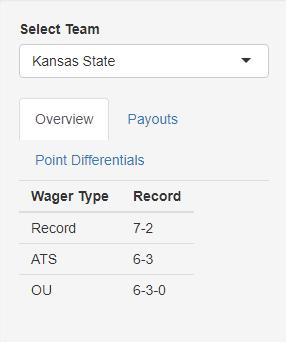 Select Team
Kansas State
Overview Payouts
Point Differentials
Wager Type Record
Record 7-2
ATS 6-3
OU 6-3-0